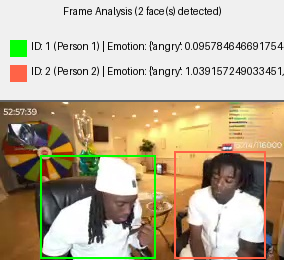 Frame Analysis (2 face(s) detected)
ID: 1 (Person 1) | Emotion: {'angry': 0.095784646691754
ID: 2 (Person 2) | Emotion: {'angry': 1.039157249033451,
52:57:39